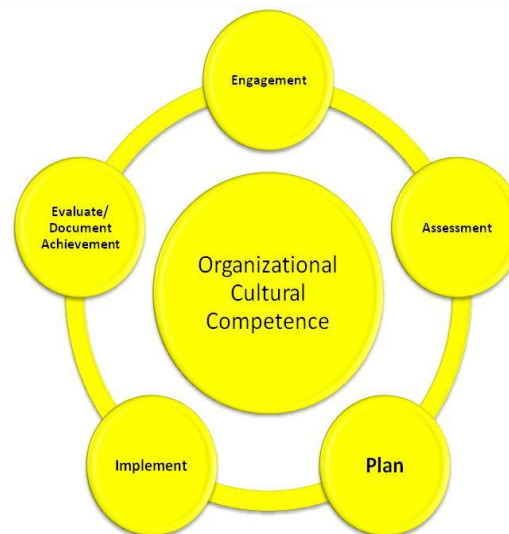 Engagement
Assessment
Plan
Implement
Evaluate/
Document
Achievement
Organizational
Cultural
Competence